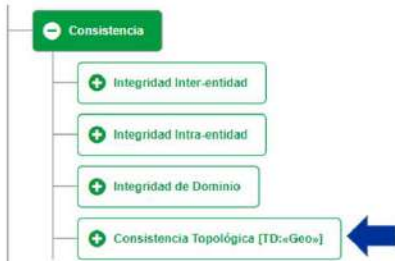 Consistencia
Integridad Inter-entidad
Integridad Intra-entidad
Integridad de Dominio
Consistencia Topológica [TD:«Geo»]